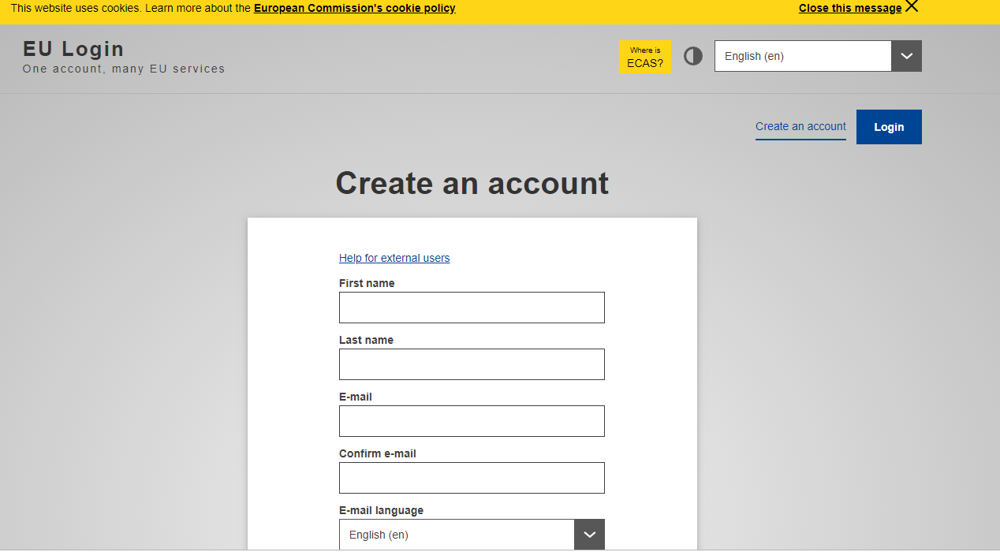 This website uses cookies. Learn more about the European Commission's cookie policy
Close this message
EU Login
One account, many EU services
Where is
ECAS?
English (en)
Create an account
Login
Create an account
Help for external users
First name
Last name
E-mail
Confirm e-mail
E-mail language
English (en)